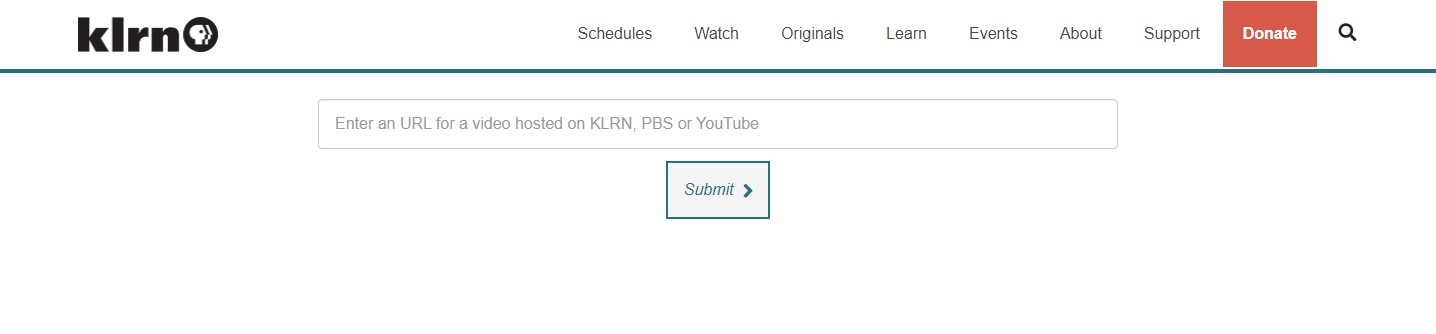 klrn
Schedules Watch Originals Learn Events About Support Donate
Enter an URL for a video hosted on KLRN, PBS or YouTube
Submit